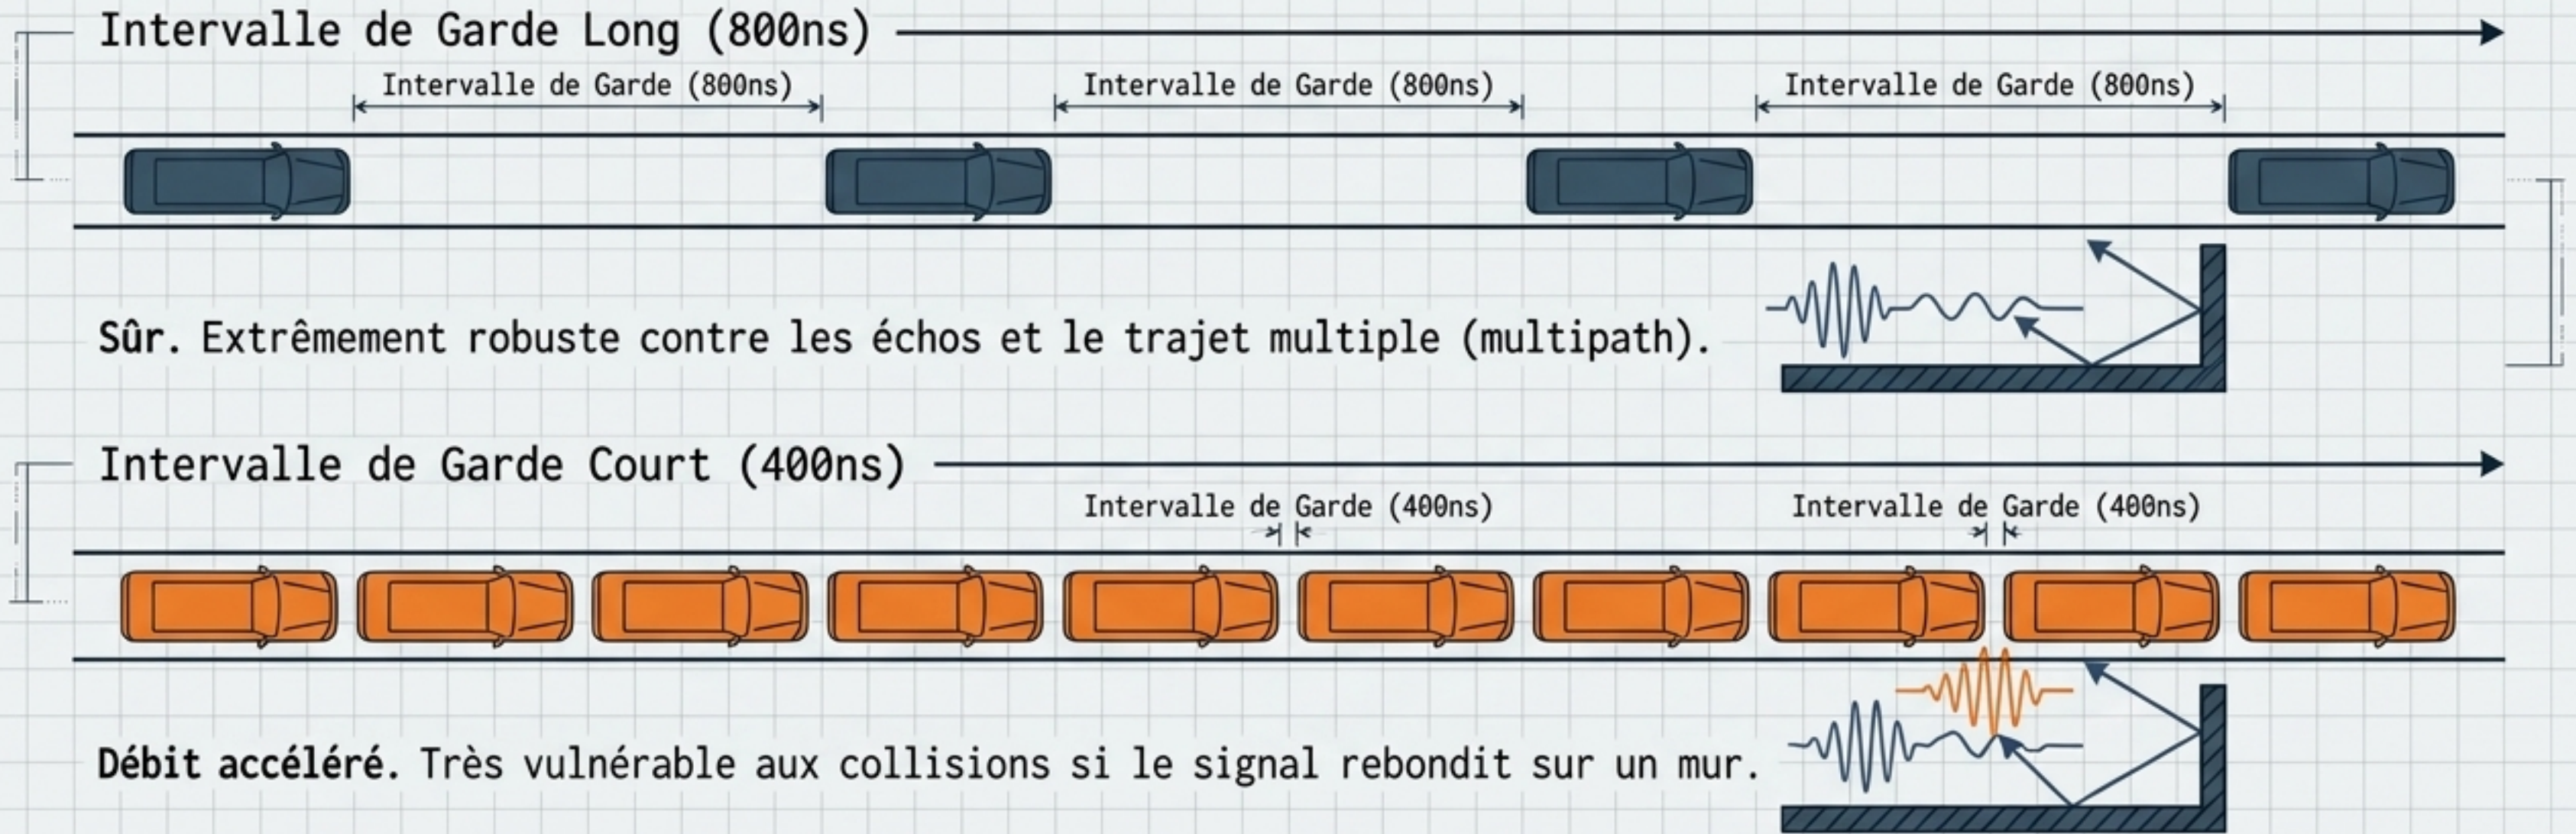 Intervalle de Garde Long (800ns)
Intervalle de Garde (800ns)
Intervalle de Garde (800ns)
Intervalle de Garde (800ns)
Sûr. Extrêmement robuste contre les échos et le trajet multiple (multipath).
Intervalle de Garde Court (400ns)
Intervalle de Garde (400ns)
Intervalle de Garde (400ns)
Débit accéléré. Très vulnérable aux collisions si le signal rebondit sur un mur.